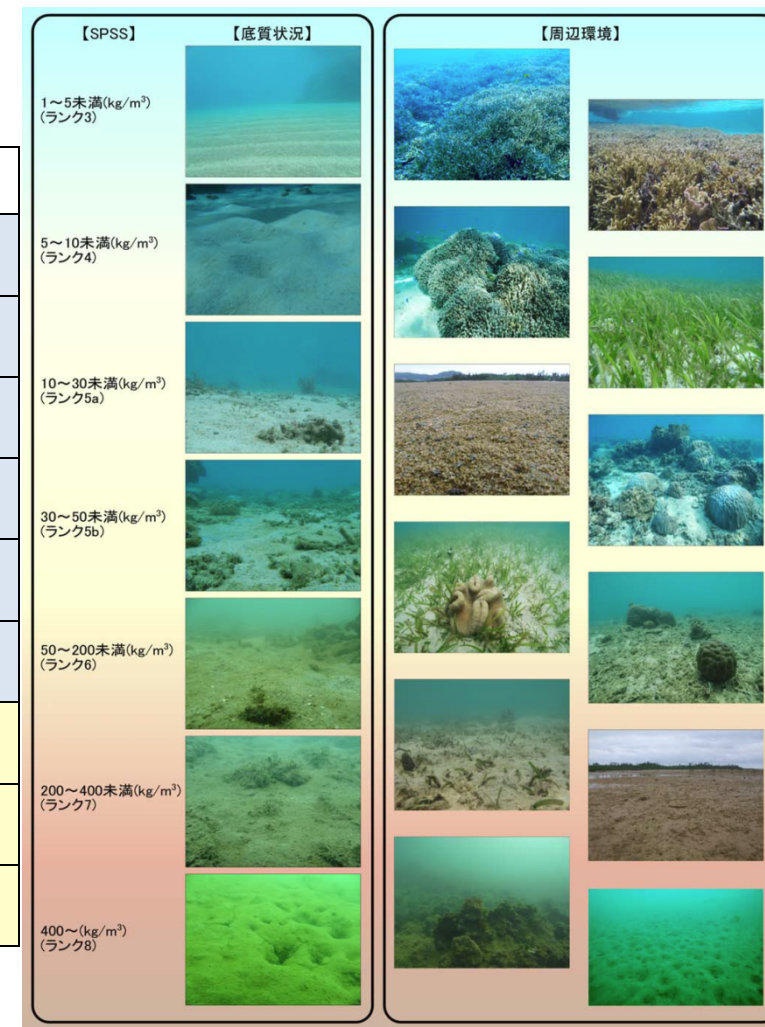 【SPSS】
【底質状況】
【周辺環境】
1～5未満(kg/m³)
(ランク3)
5～10未満(kg/m³)
(ランク4)
10～30未満(kg/m³)
(ランク5a)
30～50未満(kg/m³)
(ランク5b)
50～200未満(kg/m³)
(ランク6)
200～400未満(kg/m³)
(ランク7)
400～(kg/m³)
(ランク8)